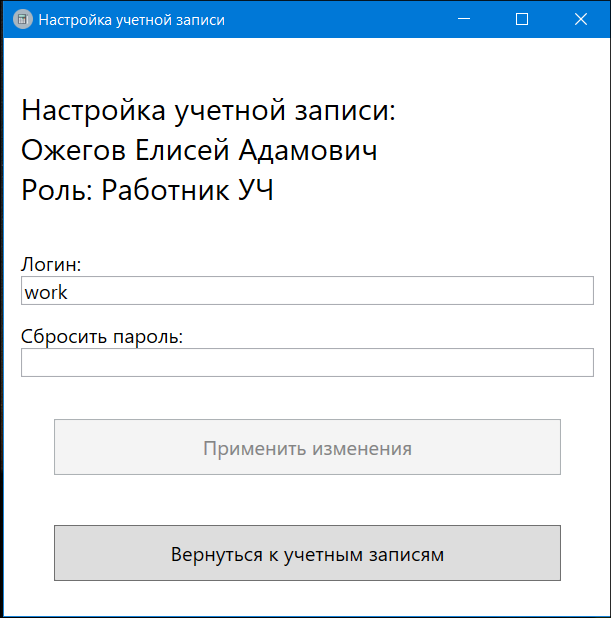 Настройка учетной записи
Настройка учетной записи:
Ожегов Елисей Адамович
Роль: Работник УЧ
Логин:
work
Сбросить пароль:
Применить изменения
Вернуться к учетным записям